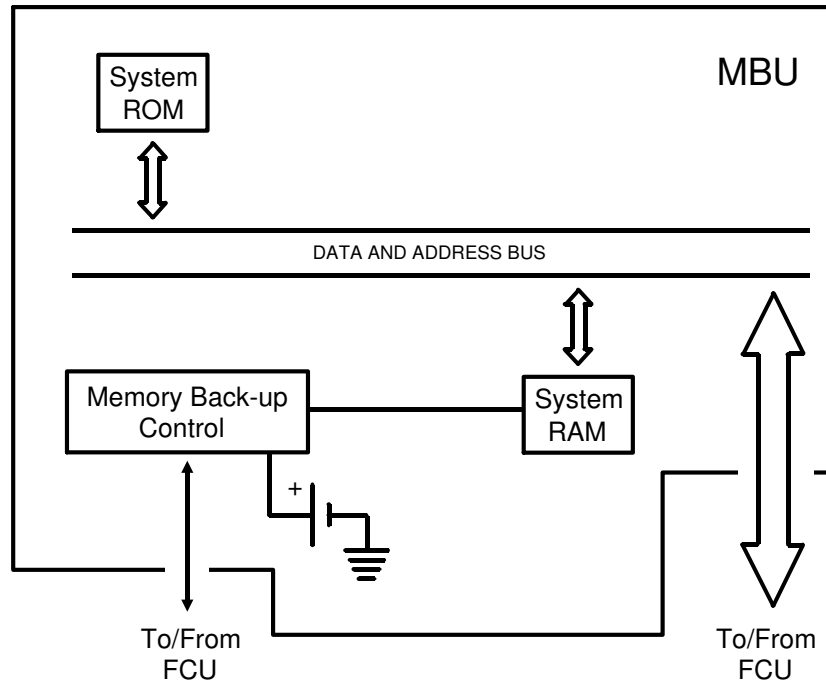 System
ROM
MBU
DATA AND ADDRESS BUS
Memory Back-up
Control
System
RAM
+
To/From
FCU
To/From
FCU